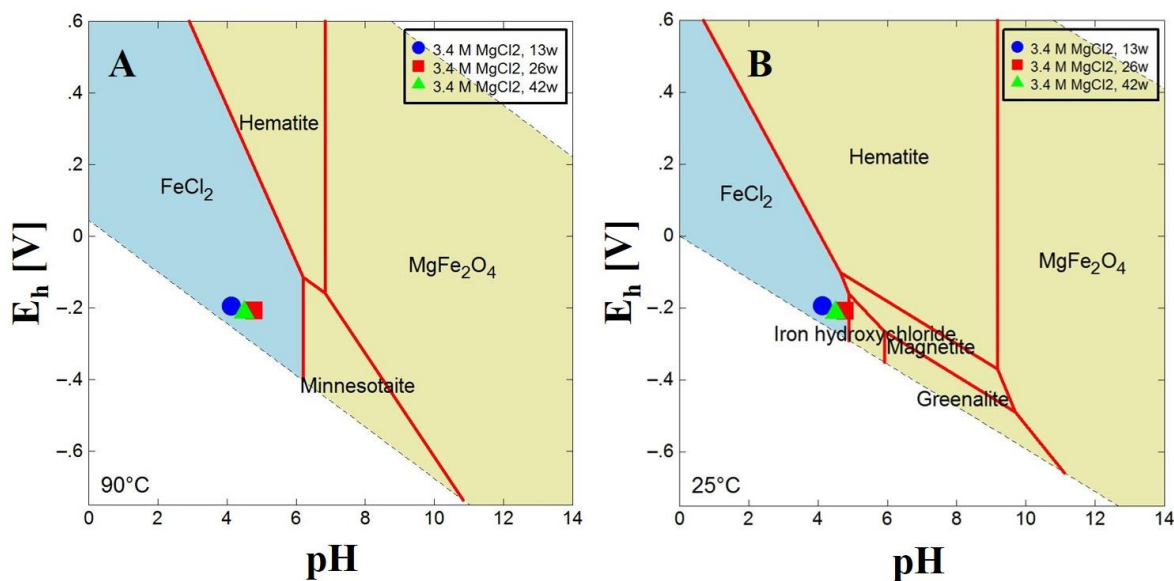 A
3.4 M MgCl2, 13w
3.4 M MgCl2, 26w
3.4 M MgCl2, 42w
Hematite
FeCl₂
MgFe₂O₄
Minnesotaite
90°C
.6
.4
.2
0
–.2
–.4
–.6
0 2 4 6 8 10 12 14
Eₕ [V]
pH
B
3.4 M MgCl2, 13w
3.4 M MgCl2, 26w
3.4 M MgCl2, 42w
Hematite
FeCl₂
MgFe₂O₄
Iron hydroxychloride
Magnetite
Greenalite
25°C
.6
.4
.2
0
–.2
–.4
–.6
0 2 4 6 8 10 12 14
Eₕ [V]
pH